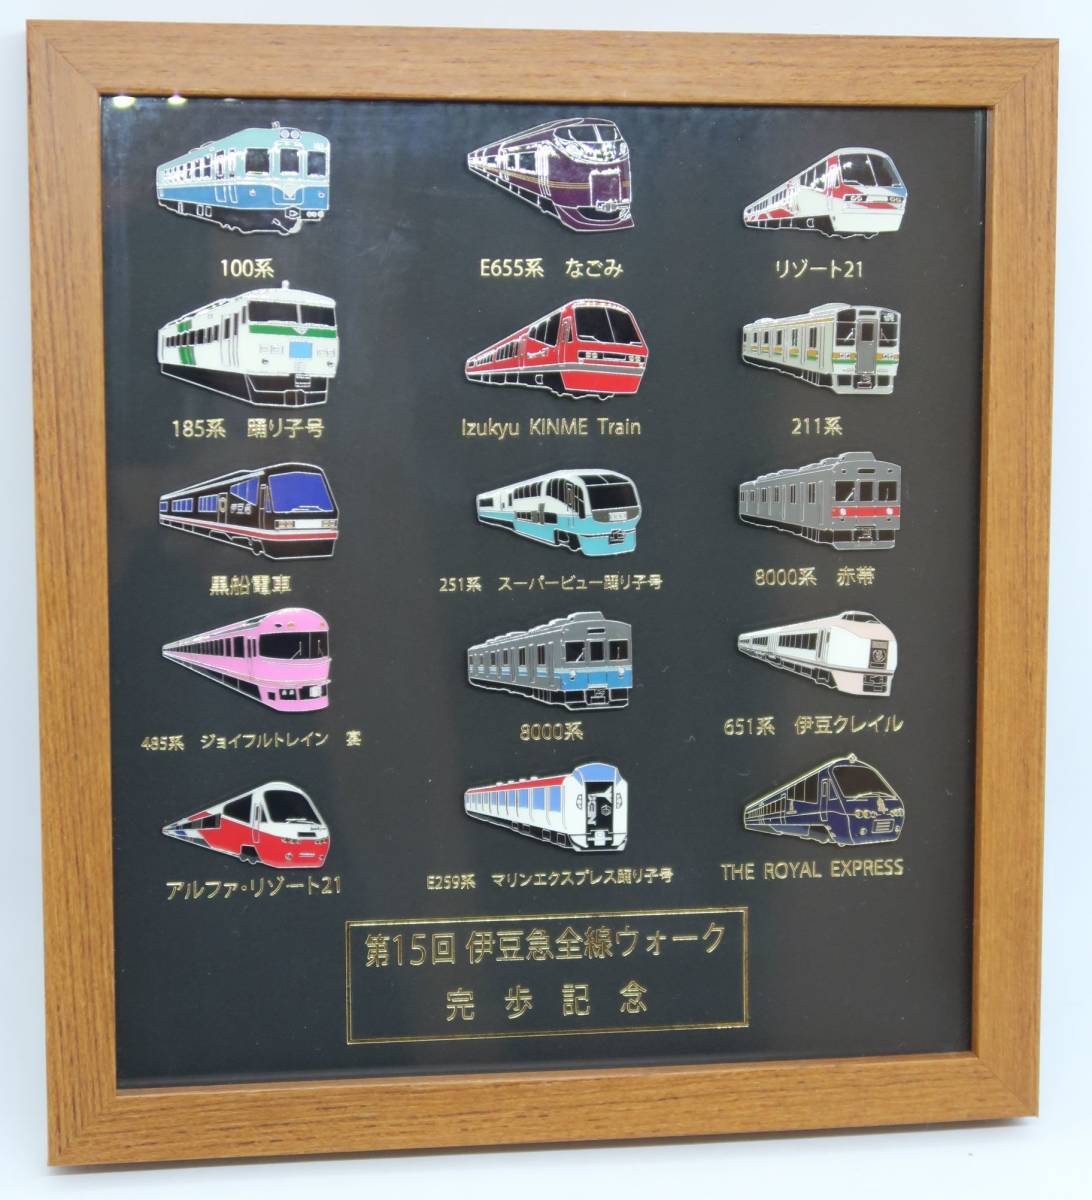 100系
E655系 なごみ
リゾート21
185系 踊り子号
Izukyu KINME Train
211系
黒船電車
251系 スーパービュー踊り子号
8000系 赤帯
485系 ジョイフルトレイン 宴
8000系
651系 伊豆クレイル
アルファ・リゾート21
E259系 マリンエクスプレス踊り子号
THE ROYAL EXPRESS
第15回 伊豆急全線ウォーク
完歩記念